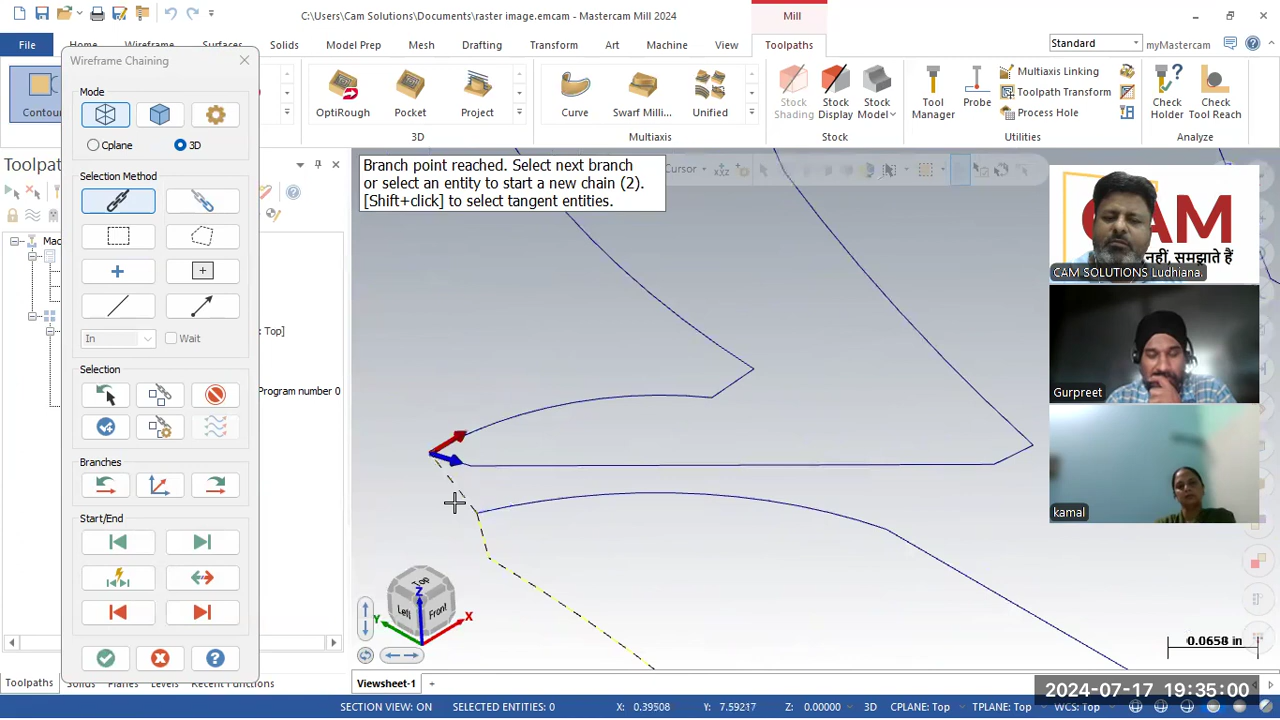 C:\Users\Cam Solutions\Documents\raster image.emcam - Mastercam Mill 2024
Mill
File
Home
Wireframe
Surfaces
Solids
Model Prep
Mesh
Drafting
Transform
Art
Machine
View
Toolpaths
Standard
myMastercam
Wireframe Chaining
Mode
Cplane
3D
Selection Method
In
Wait
Selection
Branches
Start/End
Contou
OptiRough
Pocket
Project
3D
Curve
Swarf Milli...
Unified
Multiaxis
Stock
Shading
Stock
Display
Stock
Model
Stock
Tool
Manager
Probe
Multiaxis Linking
Toolpath Transform
Process Hole
Utilities
Check
Holder
Check
Tool Reach
Analyze
Toolpaths
Mac
: Top]
Program number 0
Branch point reached. Select next branch
or select an entity to start a new chain (2).
[Shift+click] to select tangent entities.
Cursor
CAM
नहीं, समझाते हैं
CAM SOLUTIONS Ludhiana.
Gurpreet
kamal
Top
Left
Front
Z
Y
X
0.0658 in
Toolpaths
Solids
Planes
Levels
Recent Functions
Viewsheet-1
+
2024-07-17 19:35:00
SECTION VIEW: ON
SELECTED ENTITIES: 0
X: 0.39508
Y: 7.59217
Z: 0.00000
3D
CPLANE: Top
TPLANE: Top
WCS: Top